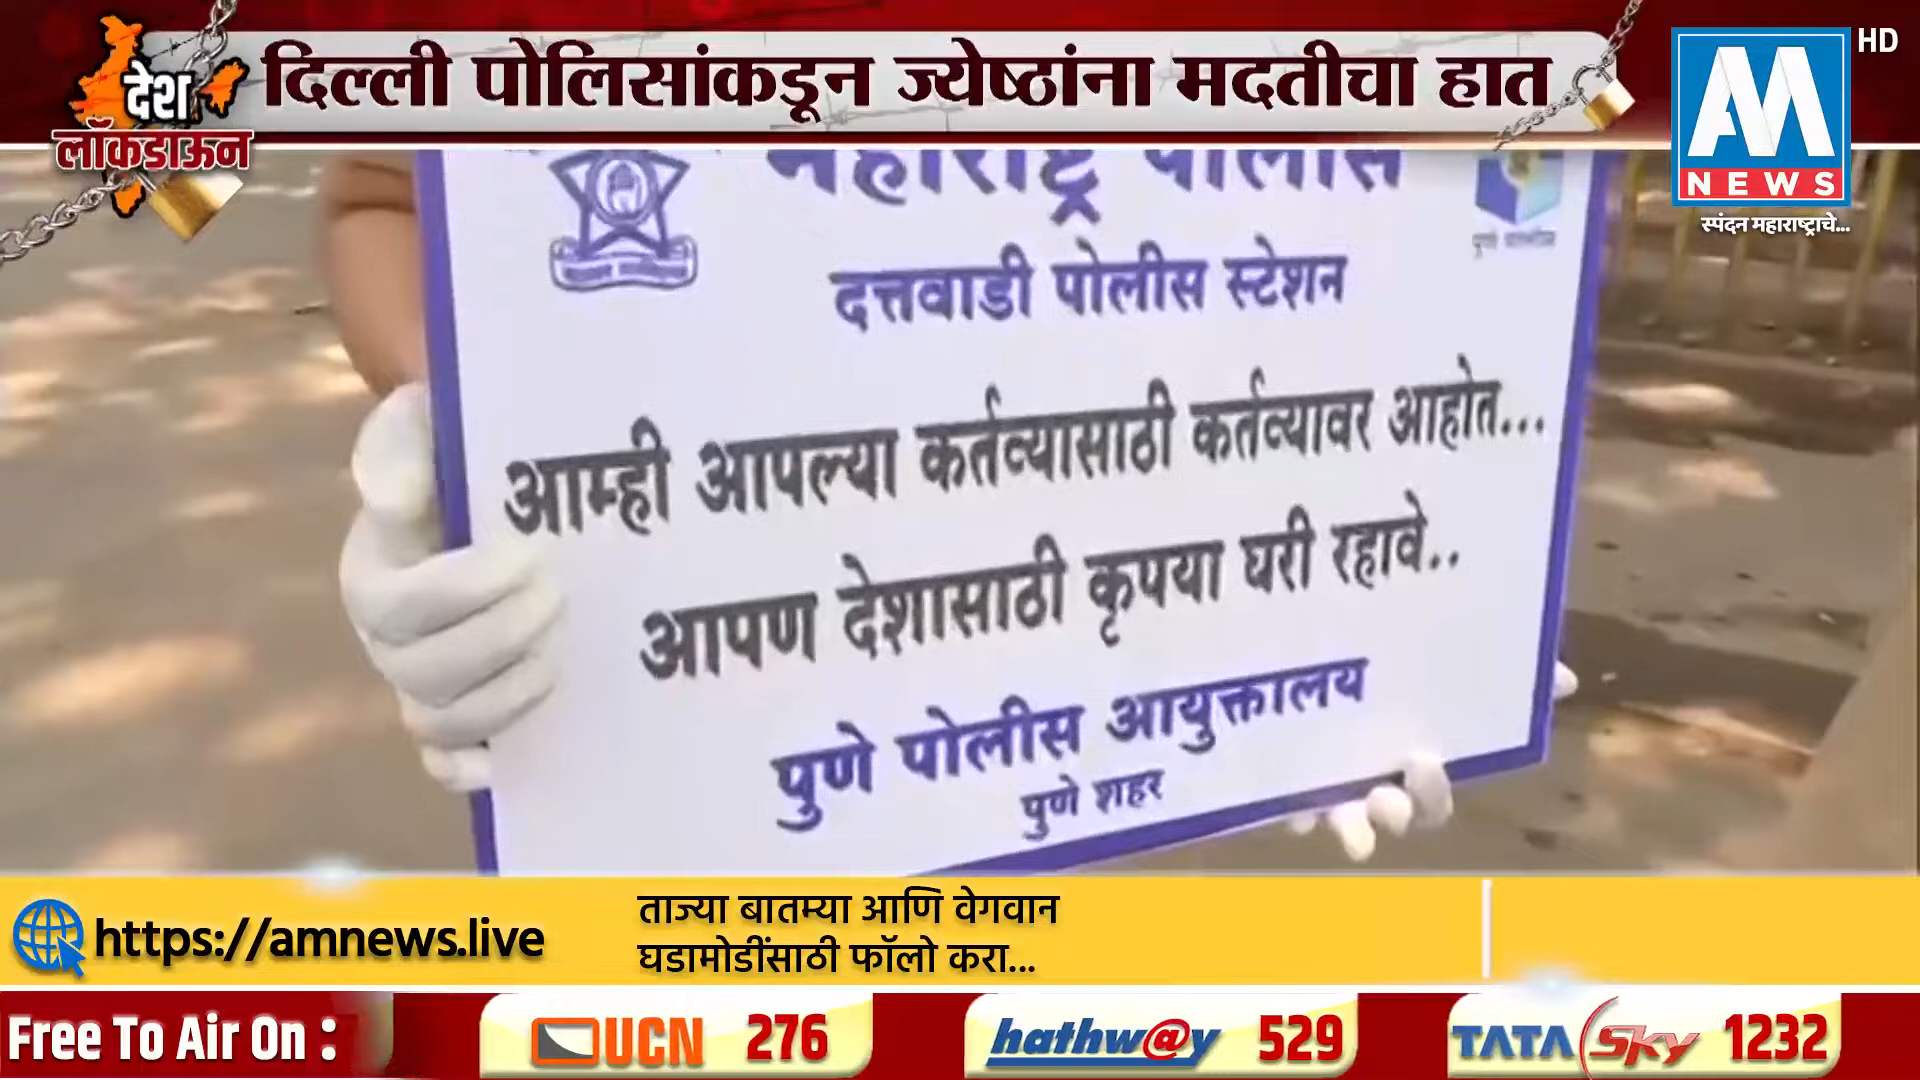 देश
लॉकडाऊन
दिल्ली पोलिसांकडून ज्येष्ठांना मदतीचा हात
AM
NEWS
HD
स्पंदन महाराष्ट्राचे...
महाराष्ट्र पोलीस
दत्तवाडी पोलीस स्टेशन
आम्ही आपल्या कर्तव्यासाठी कर्तव्यावर आहोत...
आपण देशासाठी कृपया घरी रहावे..
पुणे पोलीस आयुक्तालय
पुणे शहर
https://amnews.live
ताज्या बातम्या आणि वेगवान
घडामोडींसाठी फॉलो करा...
Free To Air On :
UCN 276
hathw@y 529
TATA Sky 1232